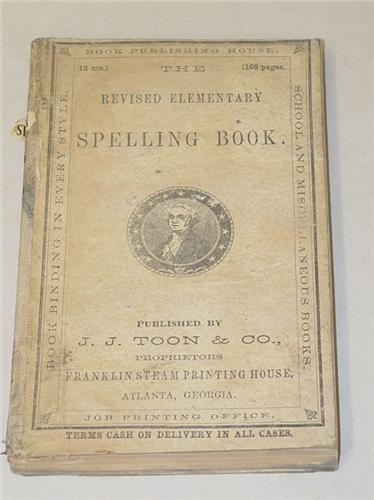 BOOK PUBLISHING HOUSE.
12 mo.] THE [168 pages.
REVISED ELEMENTARY
SPELLING BOOK.
BOOK BINDING IN EVERY STYLE.
SCHOOL AND MISCELLANEOUS BOOKS.
PUBLISHED BY
J. J. TOON & CO.,
PROPRIETORS
FRANKLIN STEAM PRINTING HOUSE,
ATLANTA, GEORGIA.
JOB PRINTING OFFICE.
TERMS CASH ON DELIVERY IN ALL CASES.